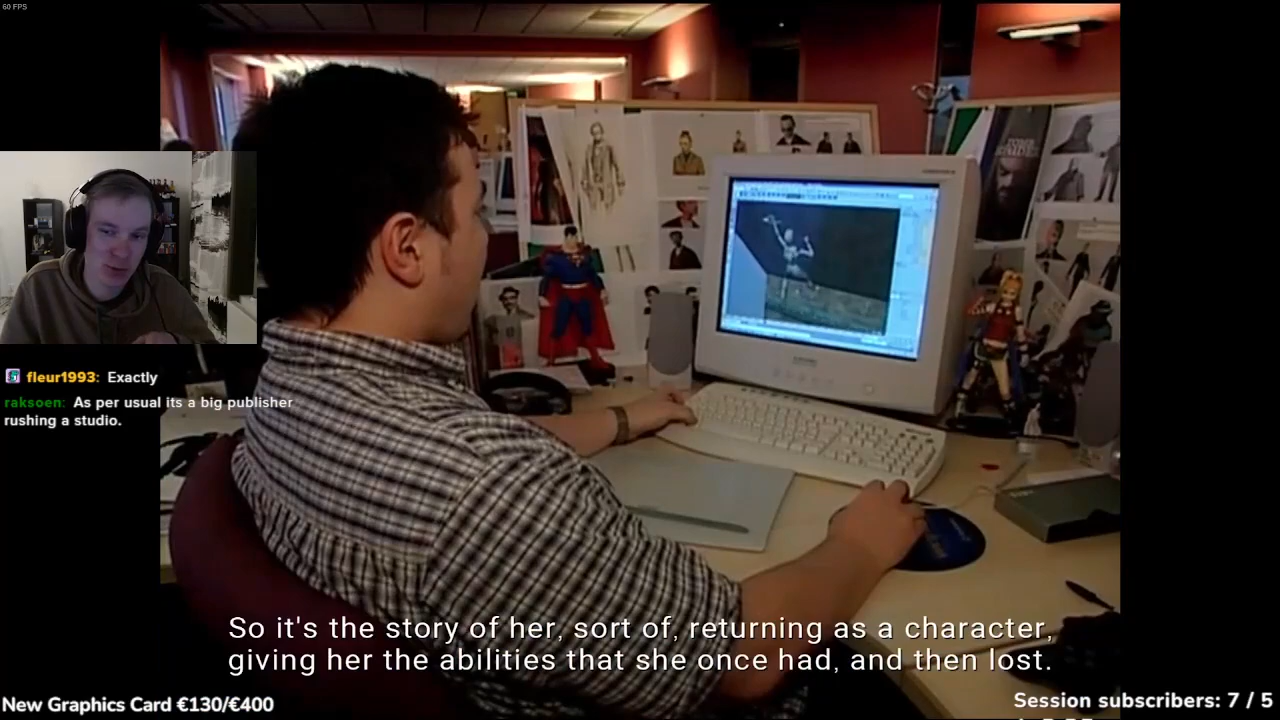 60 FPS
fleur1993: Exactly
raksoen: As per usual its a big publisher
rushing a studio.
So it's the story of her, sort of, returning as a character,
giving her the abilities that she once had, and then lost.
New Graphics Card €130/€400
Session subscribers: 7 / 5